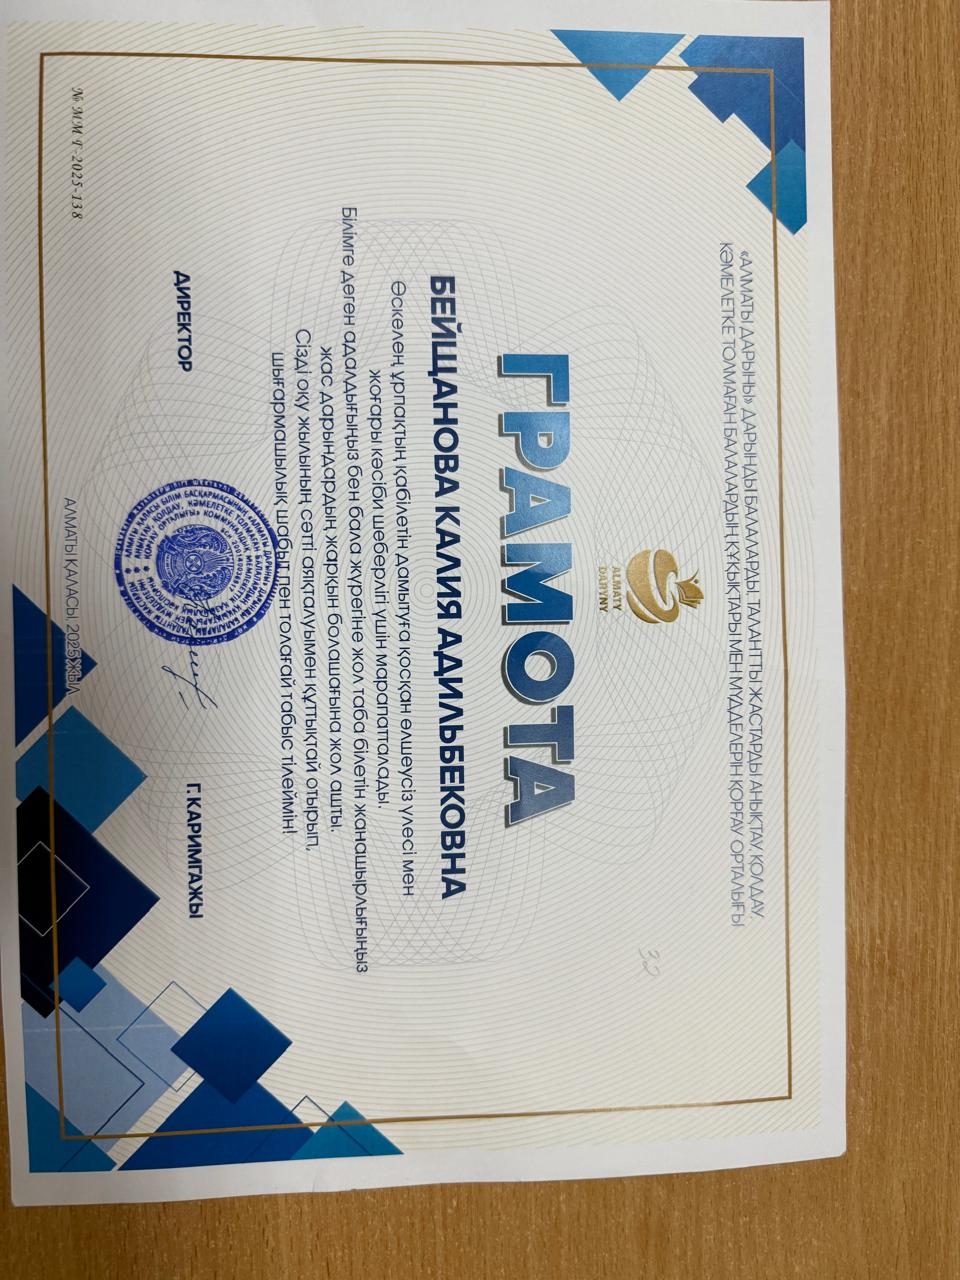 «АЛМАТЫ ДАРЫНЫ» ДАРЫНДЫ БАЛАЛАРДЫ, ТАЛАНТТЫ ЖАСТАРДЫ АНЫҚТАУ, ҚОЛДАУ,
КӘМЕЛЕТКЕ ТОЛМАҒАН БАЛАЛАРДЫҢ ҚҰҚЫҚТАРЫ МЕН МҮДДЕЛЕРІН ҚОРҒАУ ОРТАЛЫҒЫ
32
ALMATY
DARYNY
ГРАМОТА
БЕЙЩАНОВА КАЛИЯ АДИЛЬБЕКОВНА
Өскелең ұрпақтың қабілетін дамытуға қосқан өлшеусіз үлесі мен
жоғары кәсіби шеберлігі үшін марапатталады.
Білімге деген адалдығыңыз бен бала жүрегіне жол таба білетін жанашырлығыңыз
жас дарындардың жарқын болашағына жол ашты.
Сізді оқу жылының сәтті аяқталуымен құттықтай отырып,
шығармашылық шабыт пен толағай табыс тілеймін!
ДИРЕКТОР
Г.КАРИМГАЖЫ
АЛМАТЫ ҚАЛАСЫ, 2025 ЖЫЛ
№ ММ Г-2025-138